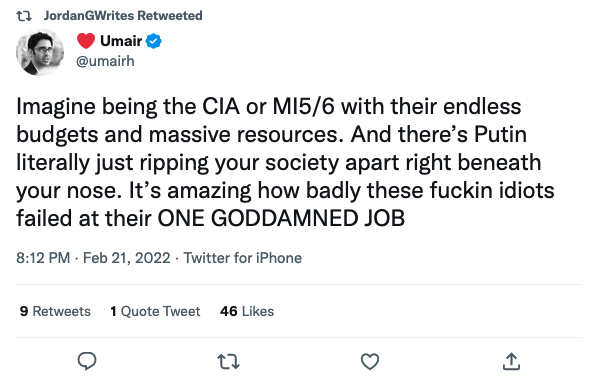 JordanGWrites Retweeted
❤️ Umair
@umairh
Imagine being the CIA or MI5/6 with their endless
budgets and massive resources. And there’s Putin
literally just ripping your society apart right beneath
your nose. It’s amazing how badly these fuckin idiots
failed at their ONE GODDAMNED JOB
8:12 PM · Feb 21, 2022 · Twitter for iPhone
9 Retweets 1 Quote Tweet 46 Likes